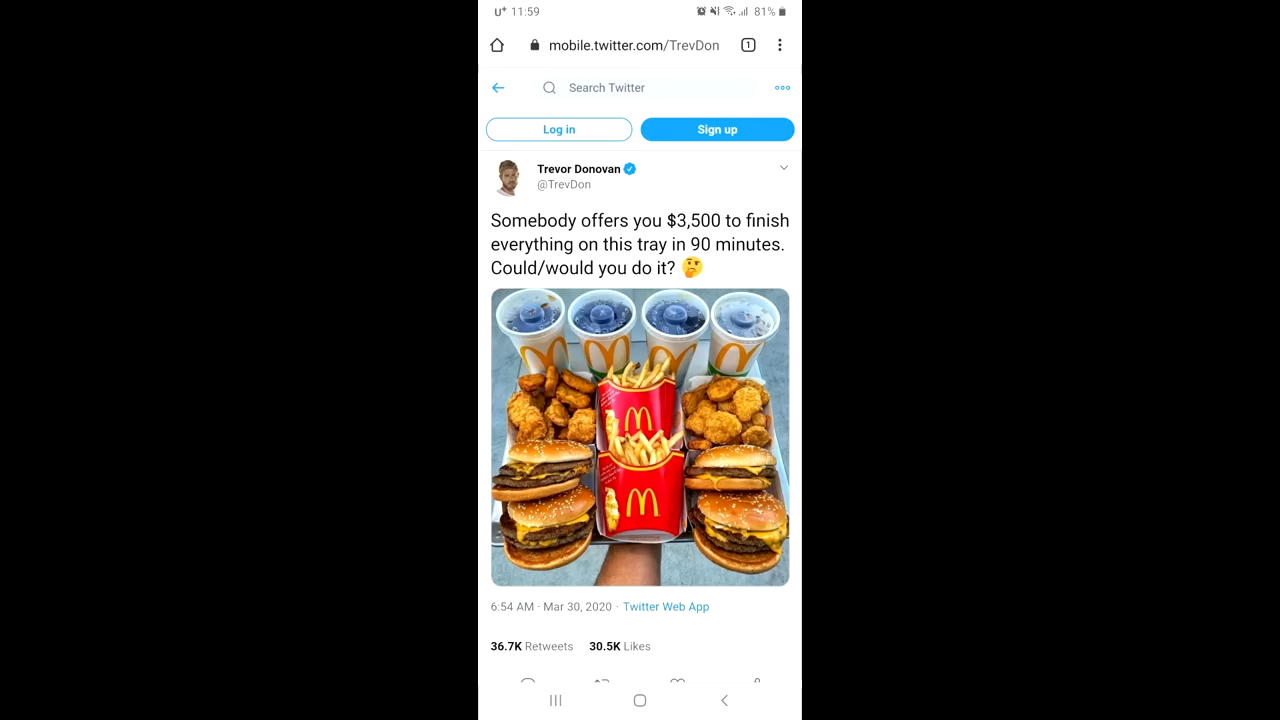 U+ 11:59 81%
mobile.twitter.com/TrevDon 1
Search Twitter
Log in Sign up
Trevor Donovan
@TrevDon
Somebody offers you $3,500 to finish
everything on this tray in 90 minutes.
Could/would you do it? 🤔
6:54 AM · Mar 30, 2020 · Twitter Web App
36.7K Retweets 30.5K Likes